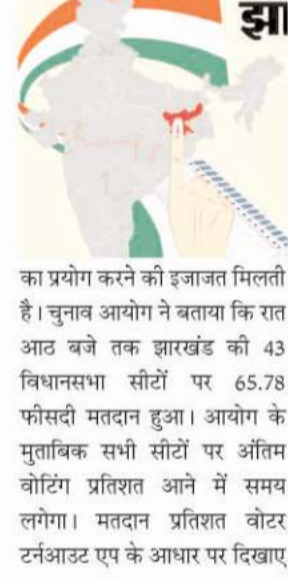 झा
का प्रयोग करने की इजाजत मिलती
है। चुनाव आयोग ने बताया कि रात
आठ बजे तक झारखंड की 43
विधानसभा सीटों पर 65.78
फीसदी मतदान हुआ। आयोग के
मुताबिक सभी सीटों पर अंतिम
वोटिंग प्रतिशत आने में समय
लगेगा। मतदान प्रतिशत वोटर
टर्नआउट एप के आधार पर दिखाए